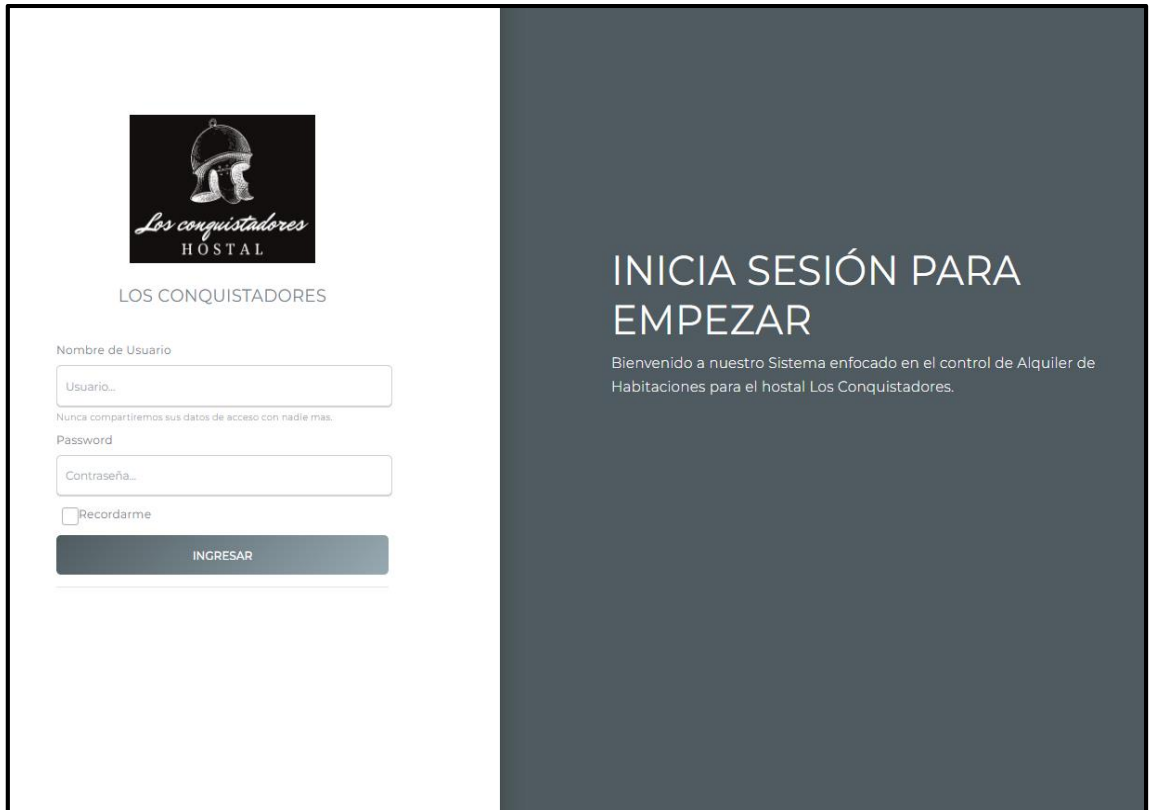 Los conquistadores
HOSTAL
LOS CONQUISTADORES
Nombre de Usuario
Usuario...
Nunca compartiremos sus datos de acceso con nadie mas.
Password
Contraseña...
Recordarme
INGRESAR
INICIA SESIÓN PARA
EMPEZAR
Bienvenido a nuestro Sistema enfocado en el control de Alquiler de
Habitaciones para el hostal Los Conquistadores.